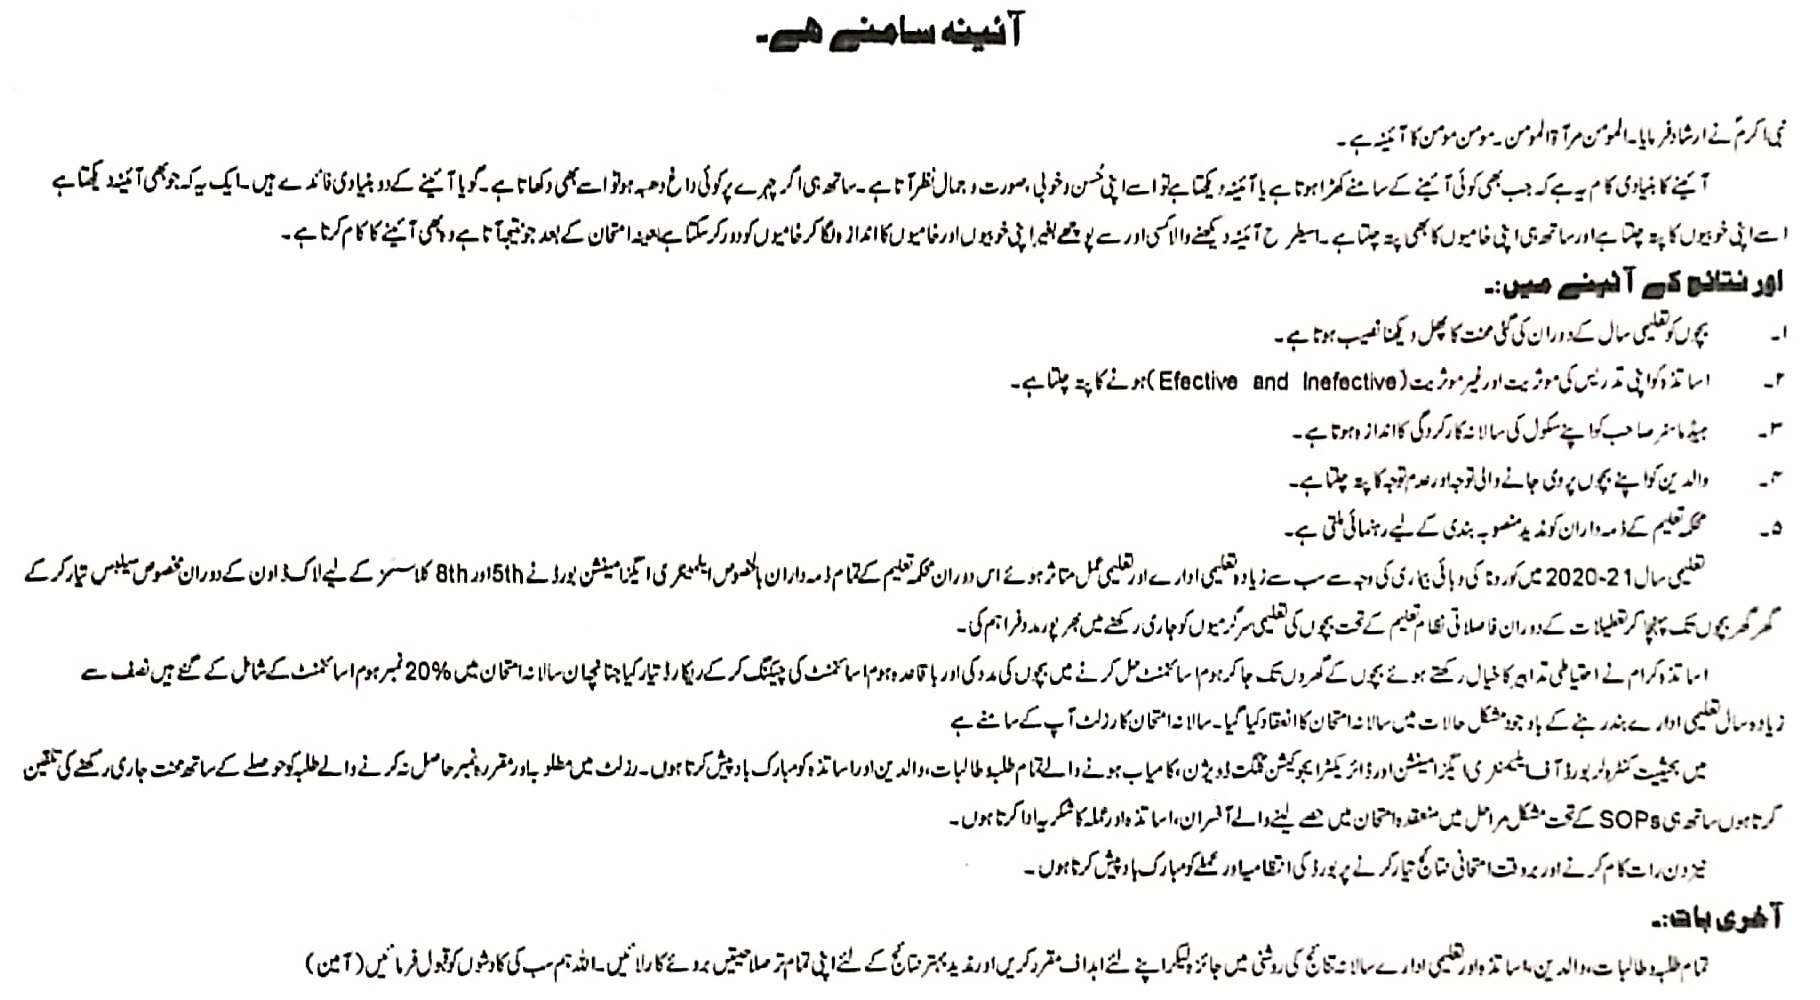 آئینہ سامنے ھے۔
نبی اکرمؐ نے ارشاد فرمایا۔ المومن مرآۃ المومن۔ مومن مومن کا آئینہ ہے۔
آئینے کا بنیادی کام یہ ہے کہ جب بھی کوئی آئینے کے سامنے کھڑا ہوتا ہے یا آئینہ دیکھتا ہے تو اسے اپنی حُسن و خوبی، صورت و جمال نظر آتا ہے۔ ساتھ ہی اگر چہرے پر کوئی داغ دھبہ ہو تو اسے بھی دکھاتا ہے۔ گویا آئینے کے دو بنیادی فائدے ہیں۔ ایک یہ کہ جو بھی آئینہ دیکھتا ہے
اسے اپنی خوبیوں کا پتہ چلتا ہے اور ساتھ ہی اپنی خامیوں کا بھی پتہ چلتا ہے۔ اسیطرح آئینہ دیکھنے والا کسی اور سے پوچھے بغیر اپنی خوبیوں اور خامیوں کا اندازہ لگا کر خامیوں کو دور کر سکتا ہے بعینہ امتحان کے بعد جو نتیجہ آتا ہے وہ بھی آئینے کا کام کرتا ہے۔
اور نتائج کے آئینے میں:۔
۱۔ بچوں کو تعلیمی سال کے دوران کی گئی محنت کا پھل دیکھنا نصیب ہوتا ہے۔
۲۔ اساتذہ کو اپنی تدریس کی موثریت اور غیر موثریت (Efective and Inefective) ہونے کا پتہ چلتا ہے۔
۳۔ ہیڈ ماسٹر صاحب کو اپنے سکول کی سالانہ کارکردگی کا اندازہ ہوتا ہے۔
۴۔ والدین کو اپنے بچوں پر دی جانے والی توجہ اور عدم توجہ کا پتہ چلتا ہے۔
۵۔ محکمہ تعلیم کے ذمہ داران کو مذید منصوبہ بندی کے لیے رہنمائی ملتی ہے۔
تعلیمی سال 21-2020 میں کورونا کی وبائی بیماری کی وجہ سے سب سے زیادہ تعلیمی ادارے اور تعلیمی عمل متاثر ہوئے اس دوران محکمہ تعلیم کے تمام ذمہ داران بالخصوص ایلیمنٹری ایگزامینشن بورڈ نے 5th اور 8th کلاسسز کے لیے لاک ڈاون کے دوران مخصوص سیلبس تیار کر کے
گھر گھر بچوں تک پہنچا کر تعطیلات کے دوران فاصلاتی نظام تعلیم کے تحت بچوں کی تعلیمی سرگرمیوں کو جاری رکھنے میں بھرپور مدد فراہم کی۔
اساتذہ کرام نے احتیاطی تدابیر کا خیال رکھتے ہوئے بچوں کے گھروں تک جا کر ہوم اسائمنٹ حل کرنے میں بچوں کی مدد کی اور باقاعدہ ہوم اسائمنٹ کی چیکنگ کر کے ریکارڈ تیار کیا چنانچہ ان سالانہ امتحان میں 20% نمبر ہوم اسائمنٹ کے شامل کے گئے ہیں نصف سے
زیادہ سال تعلیمی ادارے بند رہنے کے باوجود مشکل حالات میں سالانہ امتحان کا انعقاد کیا گیا۔ سالانہ امتحان کا رزلٹ آپ کے سامنے ہے
میں بحیثیت کنٹرولر بورڈ آف ایلیمنٹری ایگزامینشن اور ڈائریکٹر ایجوکیشن گلگت ڈویژن، کامیاب ہونے والے تمام طلبہ و طالبات، والدین اور اساتذہ کو مبارک باد پیش کرتا ہوں۔ رزلٹ میں مطلوبہ اور مقررہ نمبر حاصل نہ کرنے والے طلبہ کو حوصلے کے ساتھ محنت جاری رکھنے کی تلقین
کرتا ہوں ساتھ ہی SOPs کے تحت مشکل مراحل میں منعقدہ امتحان میں حصے لینے والے آفسران، اساتذہ اور عملہ کا شکریہ ادا کرتا ہوں۔
نیز دن رات کام کرنے اور بروقت امتحانی نتائج تیار کرنے پر بورڈ کی انتظامیہ اور عملے کو مبارک باد پیش کرتا ہوں۔
آخری بات:۔
تمام طلبہ و طالبات، والدین، اساتذہ اور تعلیمی ادارے سالانہ نتائج کی روشنی میں جائزہ لیکر اپنے لئے اہداف مقرر کریں اور مذید بہتر نتائج کے لئے اپنی تمام تر صلاحیتیں بروئے کار لائیں۔ اللہ ہم سب کی کاوشوں کو قبول فرمائیں (آمین)